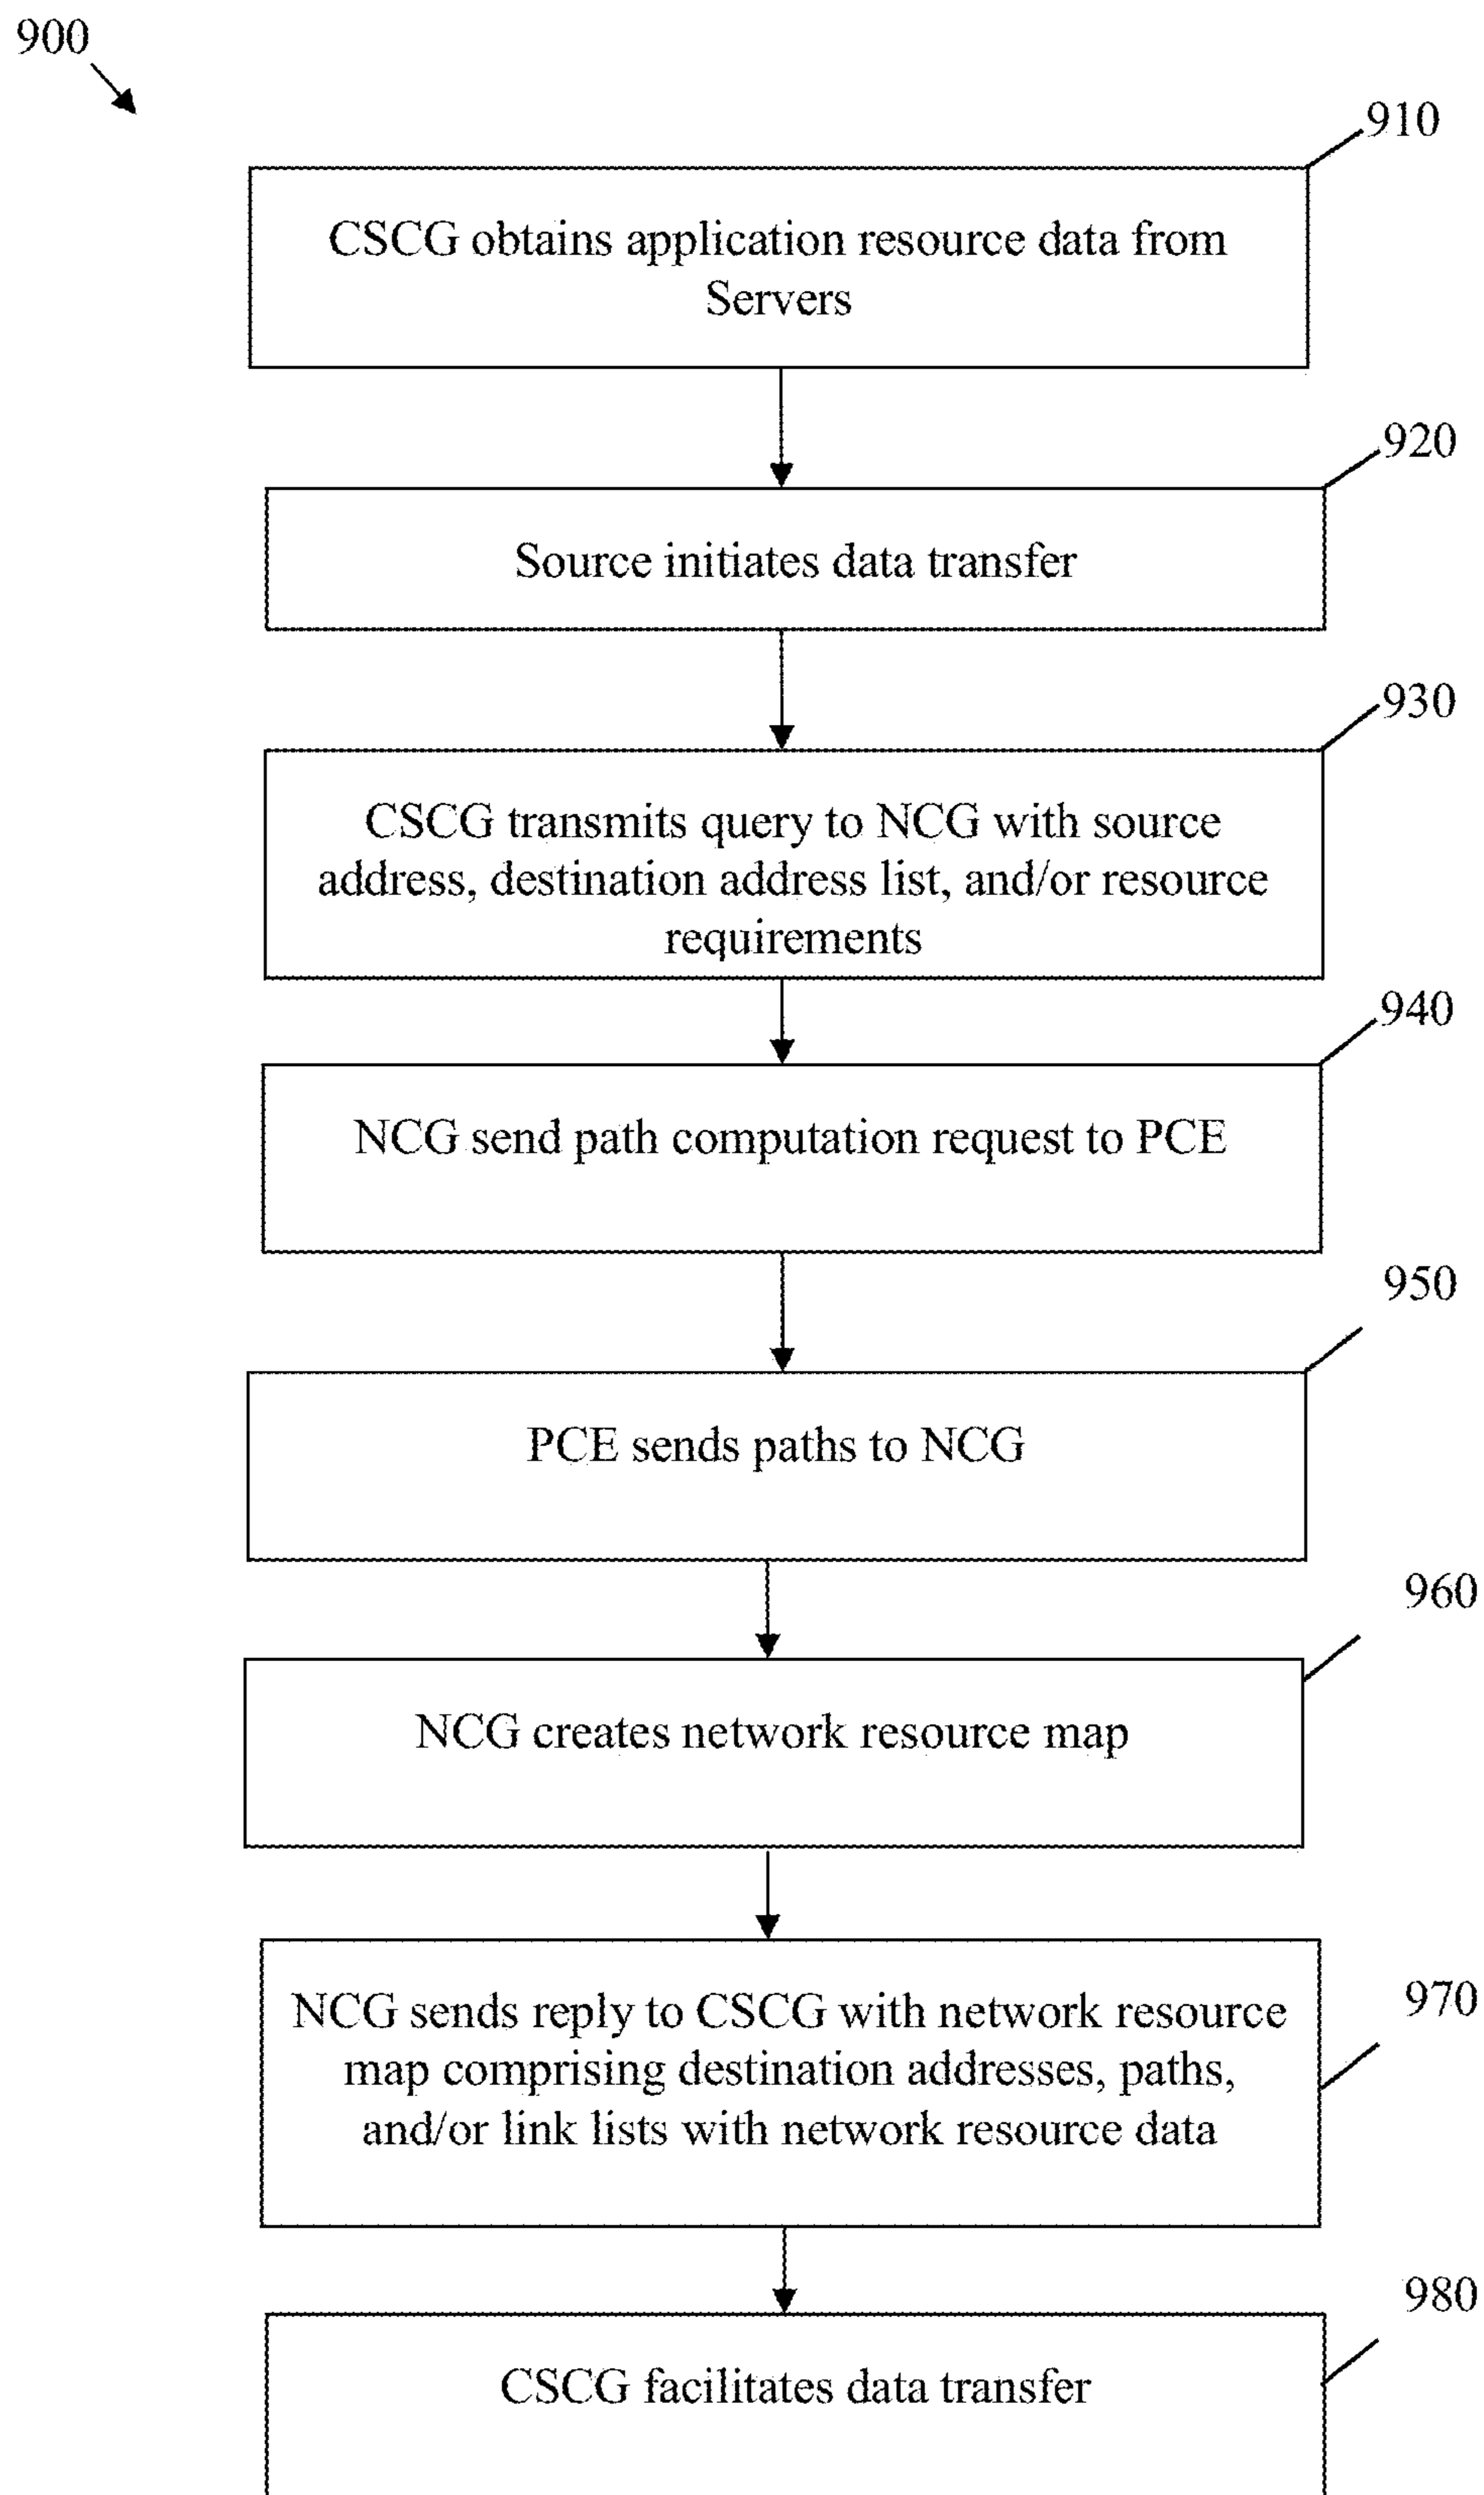 900
910
CSCG obtains application resource data from
Servers
920
Source initiates data transfer
930
CSCG transmits query to NCG with source
address, destination address list, and/or resource
requirements
940
NCG send path computation request to PCE
950
PCE sends paths to NCG
960
NCG creates network resource map
970
NCG sends reply to CSCG with network resource
map comprising destination addresses, paths,
and/or link lists with network resource data
980
CSCG facilitates data transfer